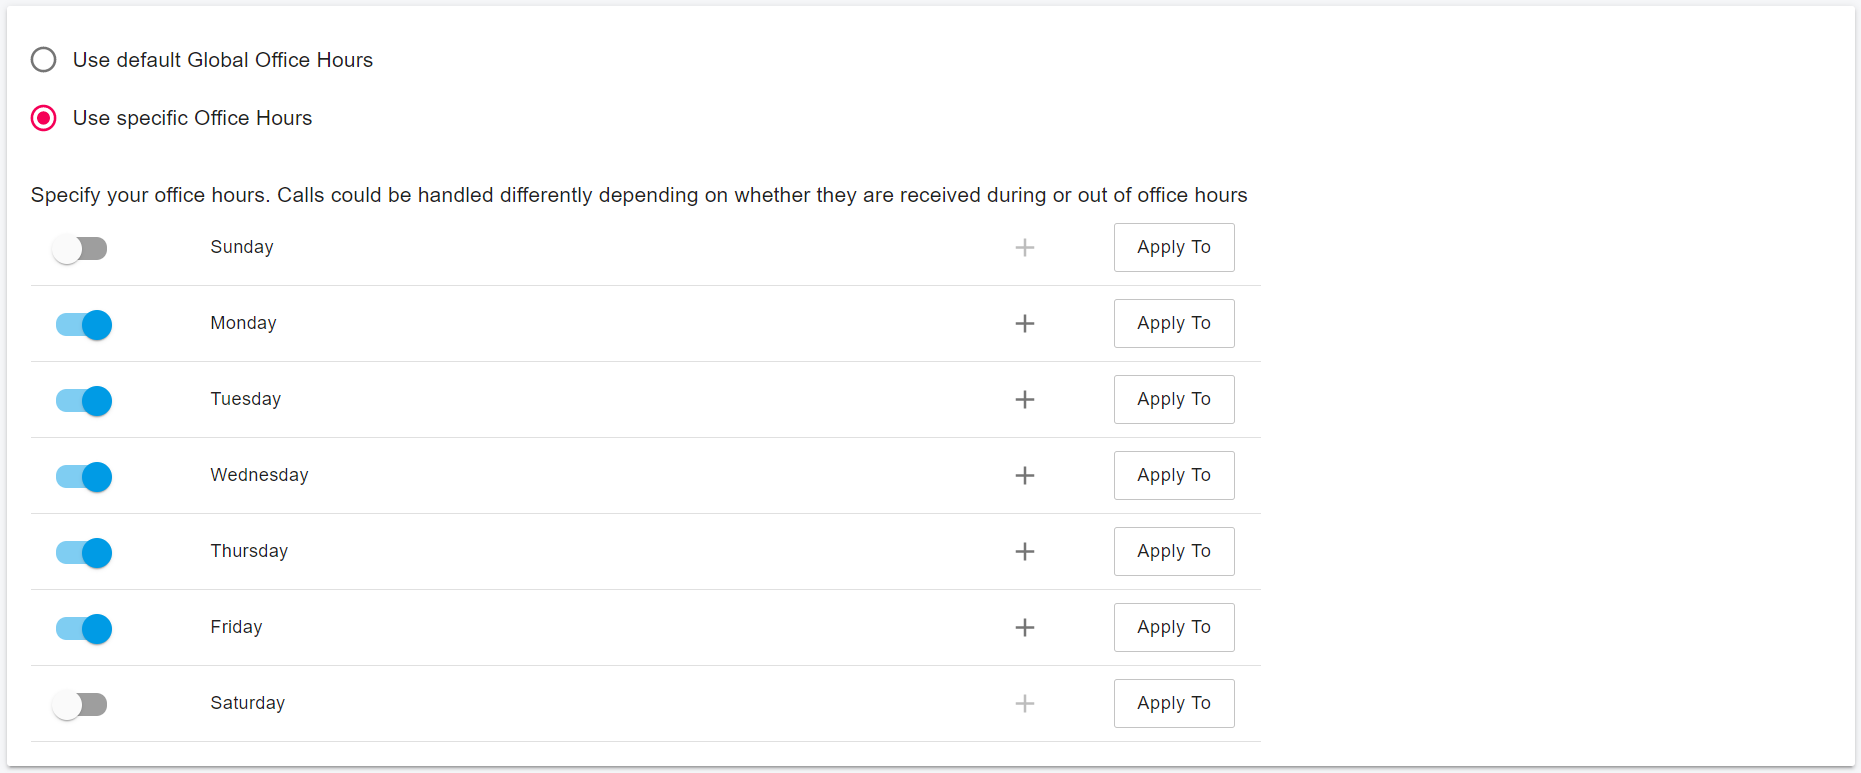 Use default Global Office Hours
Use specific Office Hours
Specify your office hours. Calls could be handled differently depending on whether they are received during or out of office hours
Sunday + Apply To
Monday + Apply To
Tuesday + Apply To
Wednesday + Apply To
Thursday + Apply To
Friday + Apply To
Saturday + Apply To